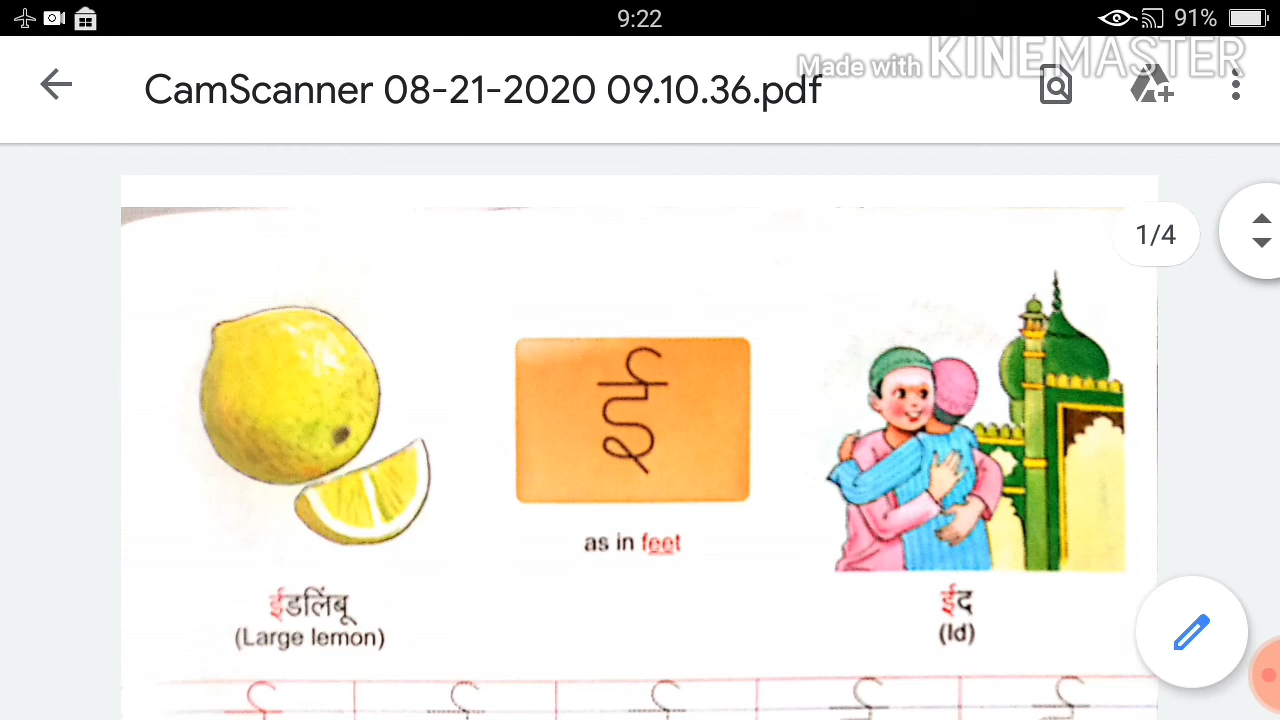 9:22
91%
Made with KINEMASTER
CamScanner 08-21-2020 09.10.36.pdf
1/4
ई
as in feet
ईडलिंबू
(Large lemon)
ईद
(Id)